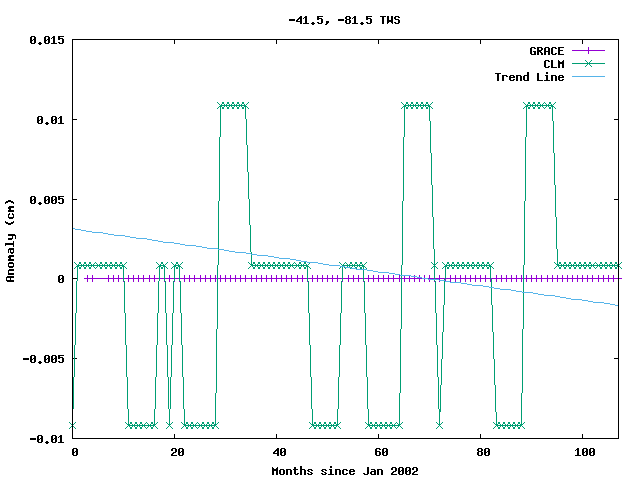 -41.5, -81.5 TWS
GRACE
CLM
Trend Line
0.015
0.01
0.005
0
-0.005
-0.01
Anomaly (cm)
0 20 40 60 80 100
Months since Jan 2002